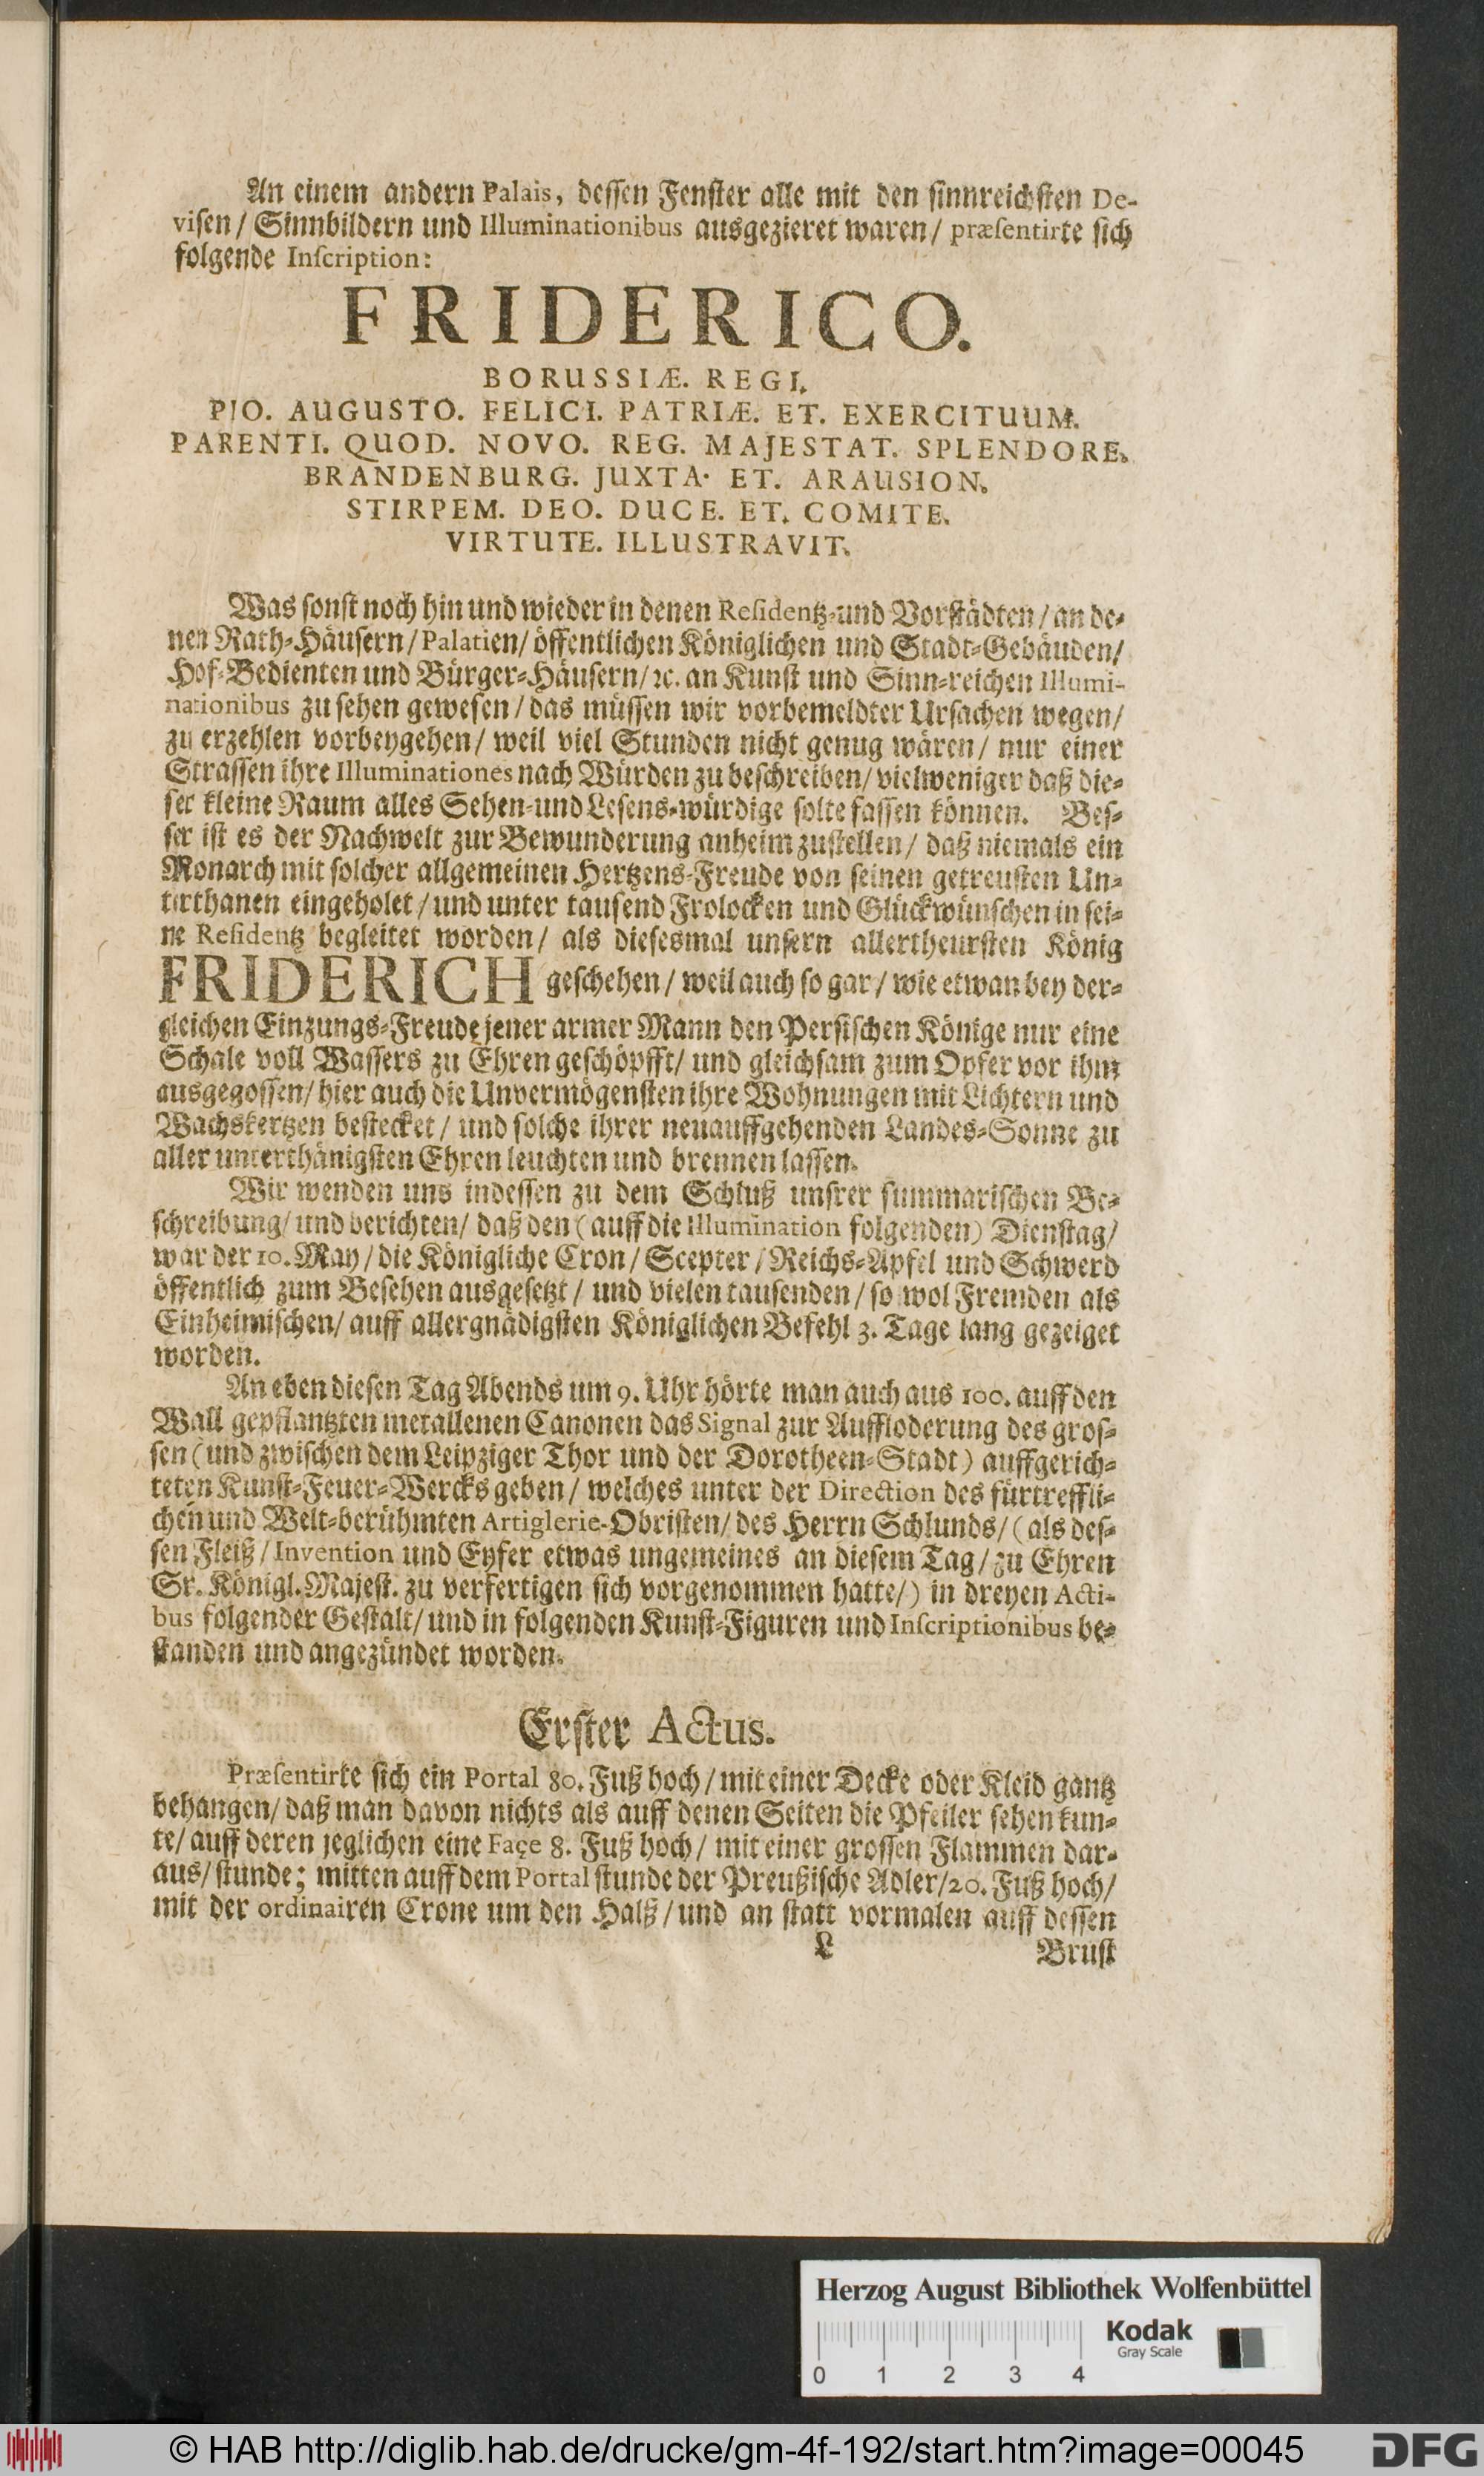 An einem andern Palais, dessen Fenster alle mit den sinnreichsten De-
visen / Sinnbildern und Illuminationibus ausgezieret waren / præsentirte sich
folgende Inscription:
FRIDERICO.
BORUSSIÆ. REGI.
PIO. AUGUSTO. FELICI. PATRIÆ. ET. EXERCITUUM.
PARENTI. QUOD. NOVO. REG. MAJESTAT. SPLENDORE.
BRANDENBURG. JUXTA. ET. ARAUSION.
STIRPEM. DEO. DUCE. ET. COMITE.
VIRTUTE. ILLUSTRAVIT.
Was sonst noch hin und wieder in denen Residentz-und Vorstädten / an de-
nen Rath-Häusern / Palatien / öffentlichen Königlichen und Stadt-Gebäuden /
Hof-Bedienten und Bürger-Häusern / ꝛc. an Kunst und Sinn-reichen Illumi-
nationibus zu sehen gewesen / das müssen wir vorbemeldter Ursachen wegen /
zu erzehlen vorbeygehen / weil viel Stunden nicht genug wären / nur einer
Strassen ihre Illuminationes nach Würden zu beschreiben / vielweniger daß die-
ser kleine Raum alles Sehen-und Lesens-würdige solte fassen können. Bes-
ser ist es der Nachwelt zur Bewunderung anheim zustellen / daß niemals ein
Monarch mit solcher allgemeinen Hertzens-Freude von seinen getreusten Un-
terthanen eingeholet / und unter tausend Frolocken und Glückwünschen in sei-
ne Residentz begleitet worden / als diesesmal unsern allertheursten König
FRIDERICH geschehen / weil auch so gar / wie etwan bey der-
gleichen Einzungs-Freude jener armer Mann den Persischen Könige nur eine
Schale voll Wassers zu Ehren geschöpfft / und gleichsam zum Opfer vor ihm
ausgegossen / hier auch die Unvermögensten ihre Wohnungen mit Lichtern und
Wachskertzen bestecket / und solche ihrer neuauffgehenden Landes-Sonne zu
aller unterthänigsten Ehren leuchten und brennen lassen.
Wir wenden uns indessen zu dem Schluß unsrer summarischen Be-
schreibung / und berichten / daß den (auff die Illumination folgenden) Dienstag /
war der 10. May / die Königliche Cron / Scepter / Reichs-Apfel und Schwerd
öffentlich zum Besehen ausgesetzt / und vielen tausenden / so wol Fremden als
Einheimischen / auff allergnädigsten Königlichen Befehl 3. Tage lang gezeiget
worden.
An eben diesen Tag Abends um 9. Uhr hörte man auch aus 100. auff den
Wall gepflantzten metallenen Canonen das Signal zur Auffloderung des gros-
sen (und zwischen dem Leipziger Thor und der Dorotheen-Stadt) auffgerich-
teten Kunst-Feuer-Wercks geben / welches unter der Direction des fürtreffli-
chen und Welt-berühmten Artiglerie-Obristen / des Herrn Schlunds / (als des-
sen Fleiß / Invention und Eyfer etwas ungemeines an diesem Tag / zu Ehren
Sr. Königl. Majest. zu verfertigen sich vorgenommen hatte /) in dreyen Acti-
bus folgender Gestalt / und in folgenden Kunst-Figuren und Inscriptionibus be-
standen und angezündet worden.
Erster Actus.
Præsentirte sich ein Portal 80. Fuß hoch / mit einer Decke oder Kleid gantz
behangen / daß man davon nichts als auff denen Seiten die Pfeiler sehen kun-
te / auff deren jeglichen eine Façe 8. Fuß hoch / mit einer grossen Flammen dar-
aus / stunde; mitten auff dem Portal stunde der Preußische Adler / 20. Fuß hoch /
mit der ordinairen Crone um den Halß / und an statt vormalen auff dessen
L Brust
Herzog August Bibliothek Wolfenbüttel
Kodak
Gray Scale
0 1 2 3 4
© HAB http://diglib.hab.de/drucke/gm-4f-192/start.htm?image=00045
DFG